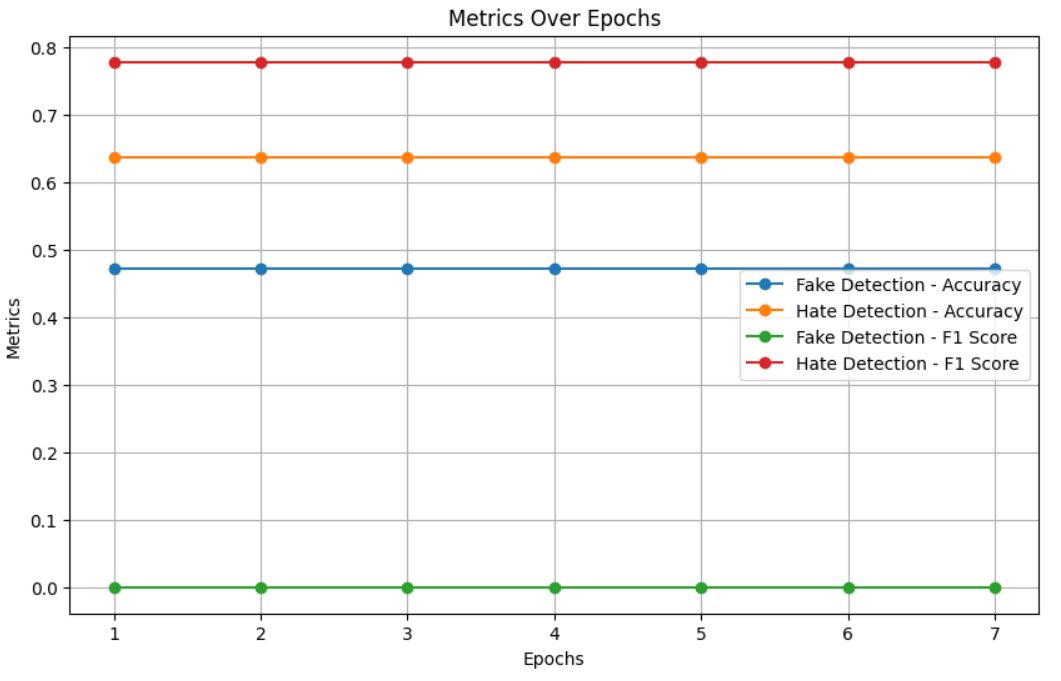 Metrics Over Epochs
0.8
0.7
0.6
0.5
0.4
0.3
0.2
0.1
0.0
Metrics
Fake Detection - Accuracy
Hate Detection - Accuracy
Fake Detection - F1 Score
Hate Detection - F1 Score
1 2 3 4 5 6 7
Epochs